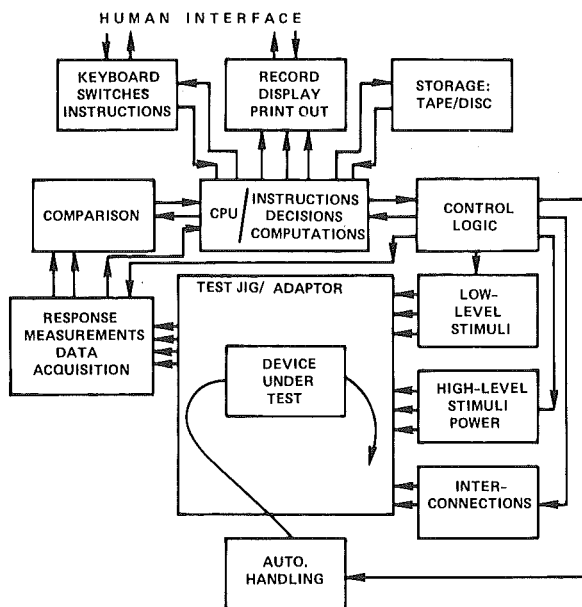 HUMAN INTERFACE
KEYBOARD
SWITCHES
INSTRUCTIONS
RECORD
DISPLAY
PRINT OUT
STORAGE:
TAPE/DISC
COMPARISON
CPU / INSTRUCTIONS
DECISIONS
COMPUTATIONS
CONTROL
LOGIC
RESPONSE
MEASUREMENTS
DATA
ACQUISITION
TEST JIG/ ADAPTOR
LOW-
LEVEL
STIMULI
DEVICE
UNDER
TEST
HIGH-LEVEL
STIMULI
POWER
INTER-
CONNECTIONS
AUTO.
HANDLING